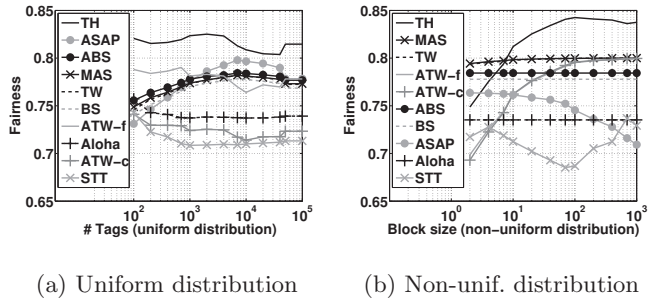 0.85
0.8
0.75
0.7
0.65
Fairness
TH
ASAP
ABS
MAS
TW
BS
ATW-f
Aloha
ATW-c
STT
10^2
10^3
10^4
10^5
# Tags (uniform distribution)
(a) Uniform distribution
0.85
0.8
0.75
0.7
0.65
Fairness
TH
MAS
TW
ATW-f
ATW-c
ABS
BS
ASAP
Aloha
STT
10^0
10^1
10^2
10^3
Block size (non-uniform distribution)
(b) Non-unif. distribution